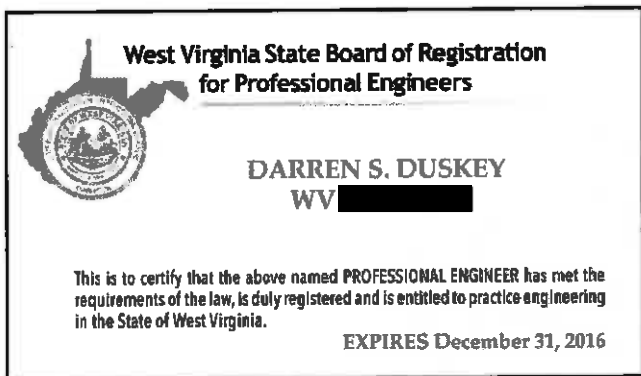 West Virginia State Board of Registration
for Professional Engineers
DARREN S. DUSKEY
WV
This is to certify that the above named PROFESSIONAL ENGINEER has met the
requirements of the law, is duly registered and is entitled to practice engineering
in the State of West Virginia.
EXPIRES December 31, 2016